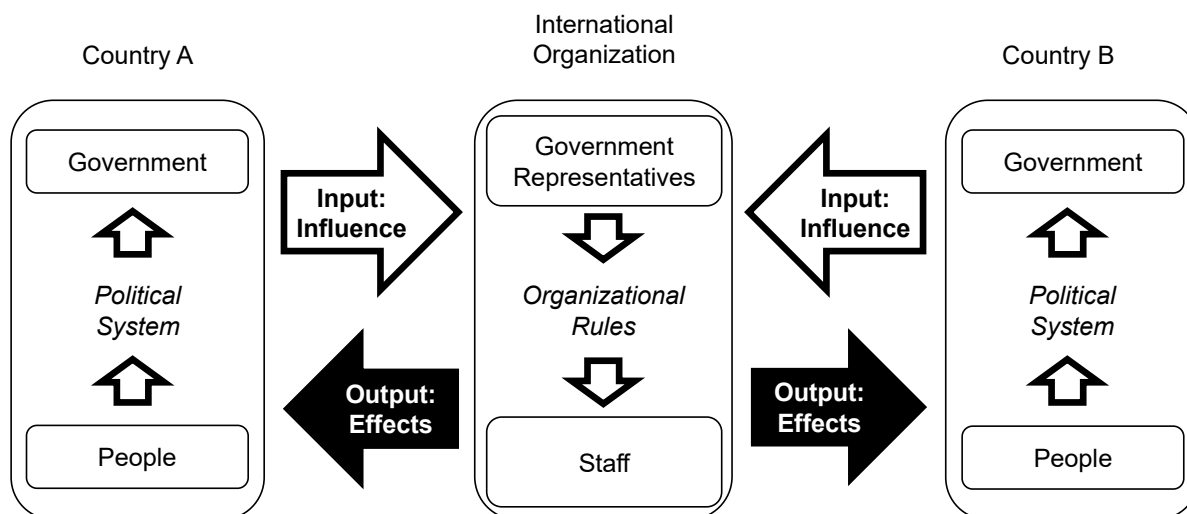 Country A
International
Organization
Country B
Government
Government
Representatives
Government
Input:
Influence
Input:
Influence
Political
System
Organizational
Rules
Political
System
Output:
Effects
Output:
Effects
People
Staff
People